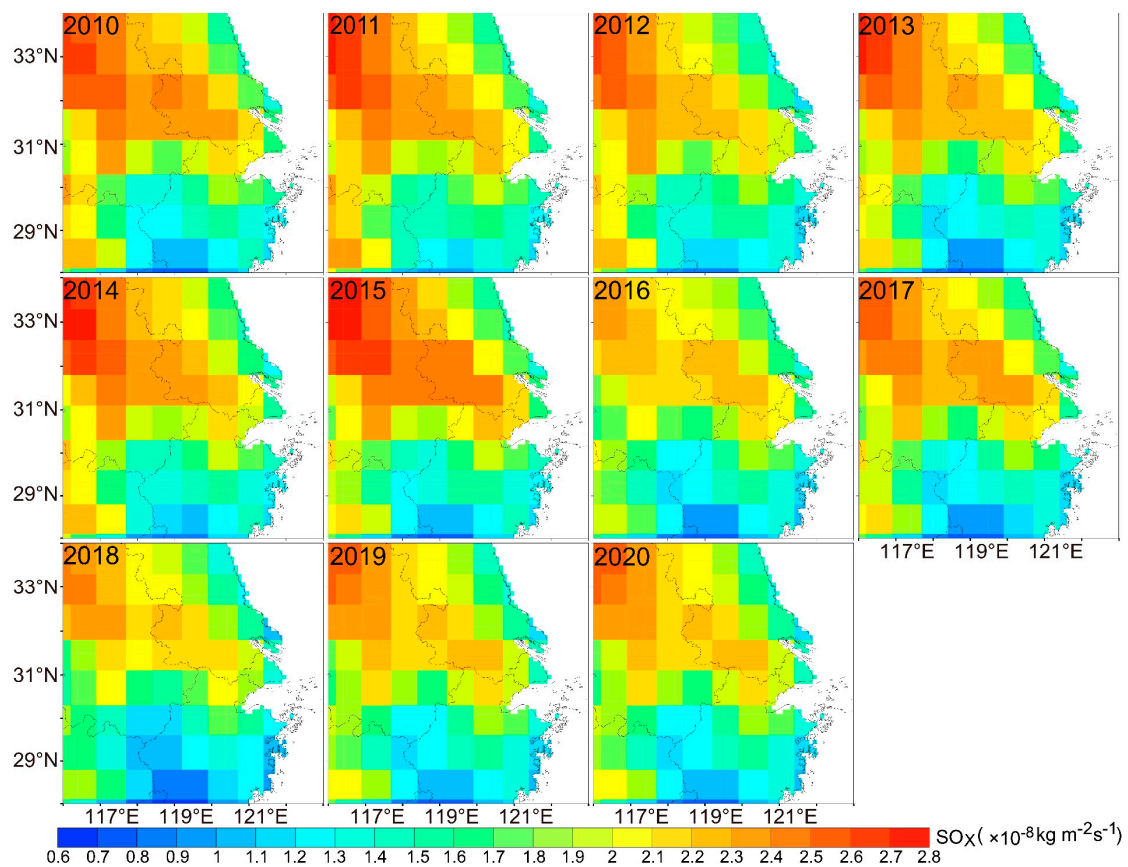 2010 2011 2012 2013
33°N
31°N
29°N
2014 2015 2016 2017
33°N
31°N
29°N
117°E 119°E 121°E
2018 2019 2020
33°N
31°N
29°N
117°E 119°E 121°E 117°E 119°E 121°E 117°E 119°E 121°E
0.6 0.7 0.8 0.9 1 1.1 1.2 1.3 1.4 1.5 1.6 1.7 1.8 1.9 2 2.1 2.2 2.3 2.4 2.5 2.6 2.7 2.8 SOX( ×10⁻⁸kg m⁻²s⁻¹)